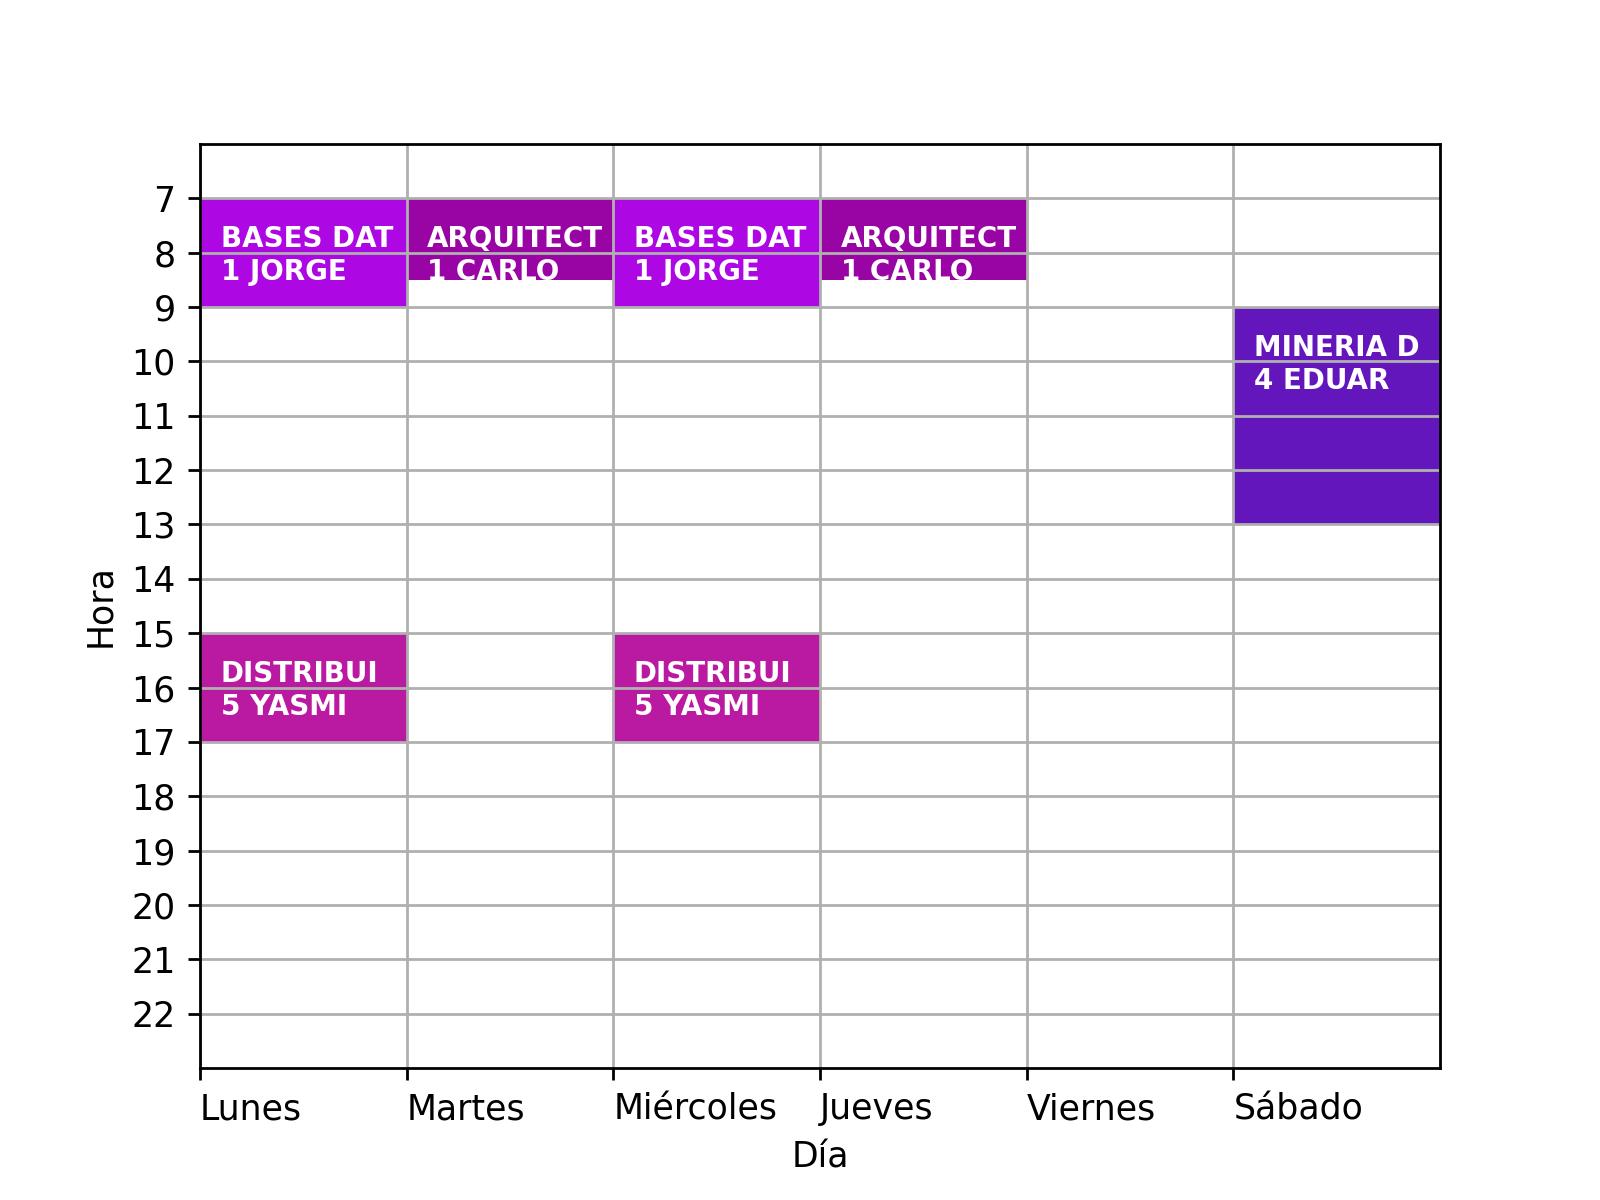 7
BASES DAT
1 JORGE
ARQUITECT
1 CARLO
BASES DAT
1 JORGE
ARQUITECT
1 CARLO
8
9
MINERIA D
4 EDUAR
10
11
12
13
14
Hora
15
DISTRIBUI
5 YASMI
DISTRIBUI
5 YASMI
16
17
18
19
20
21
22
Lunes
Martes
Miércoles
Jueves
Viernes
Sábado
Día